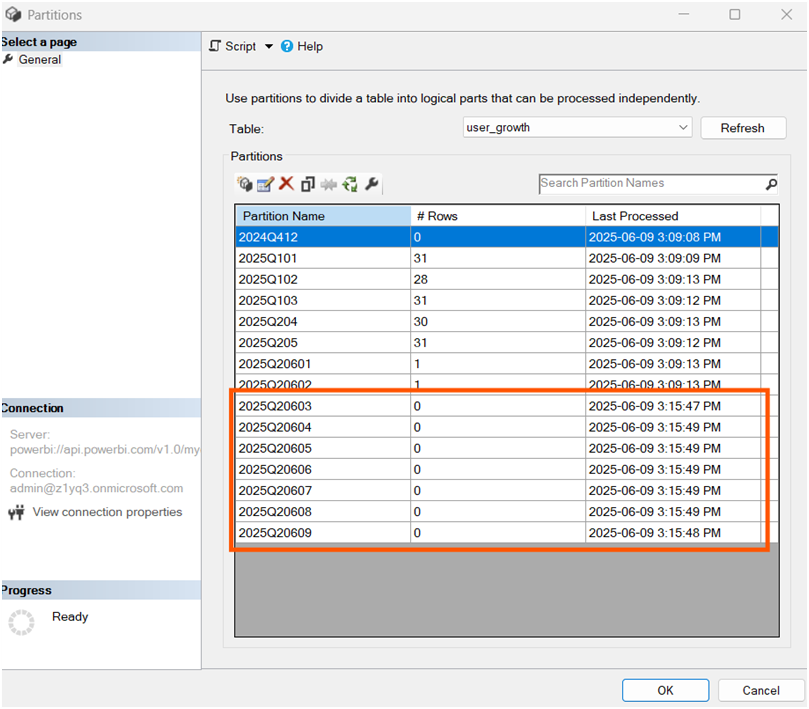 Partitions
Select a page
General
Script Help
Use partitions to divide a table into logical parts that can be processed independently.
Table: user_growth Refresh
Partitions
Search Partition Names
Partition Name # Rows Last Processed
2024Q412 0 2025-06-09 3:09:08 PM
2025Q101 31 2025-06-09 3:09:09 PM
2025Q102 28 2025-06-09 3:09:13 PM
2025Q103 31 2025-06-09 3:09:12 PM
2025Q204 30 2025-06-09 3:09:13 PM
2025Q205 31 2025-06-09 3:09:12 PM
2025Q20601 1 2025-06-09 3:09:13 PM
2025Q20602 1 2025-06-09 3:09:13 PM
2025Q20603 0 2025-06-09 3:15:47 PM
2025Q20604 0 2025-06-09 3:15:49 PM
2025Q20605 0 2025-06-09 3:15:49 PM
2025Q20606 0 2025-06-09 3:15:49 PM
2025Q20607 0 2025-06-09 3:15:49 PM
2025Q20608 0 2025-06-09 3:15:49 PM
2025Q20609 0 2025-06-09 3:15:48 PM
Connection
Server:
powerbi://api.powerbi.com/v1.0/my
Connection:
admin@z1yq3.onmicrosoft.com
View connection properties
Progress
Ready
OK Cancel